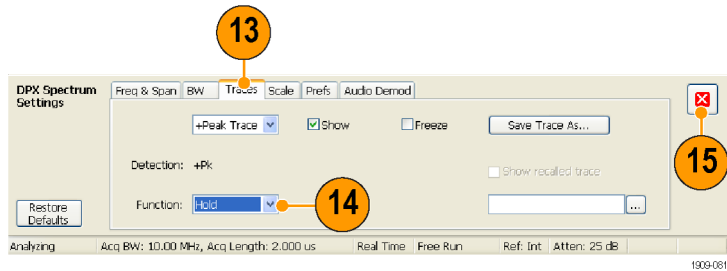 13
DPX Spectrum Settings
Freq & Span BW Traces Scale Prefs Audio Demod
+Peak Trace Show Freeze Save Trace As...
15
Detection: +Pk Show recalled trace
Function: Hold 14 ...
Restore Defaults
Analyzing Acq BW: 10.00 MHz, Acq Length: 2.000 us Real Time Free Run Ref: Int Atten: 25 dB
1909-081